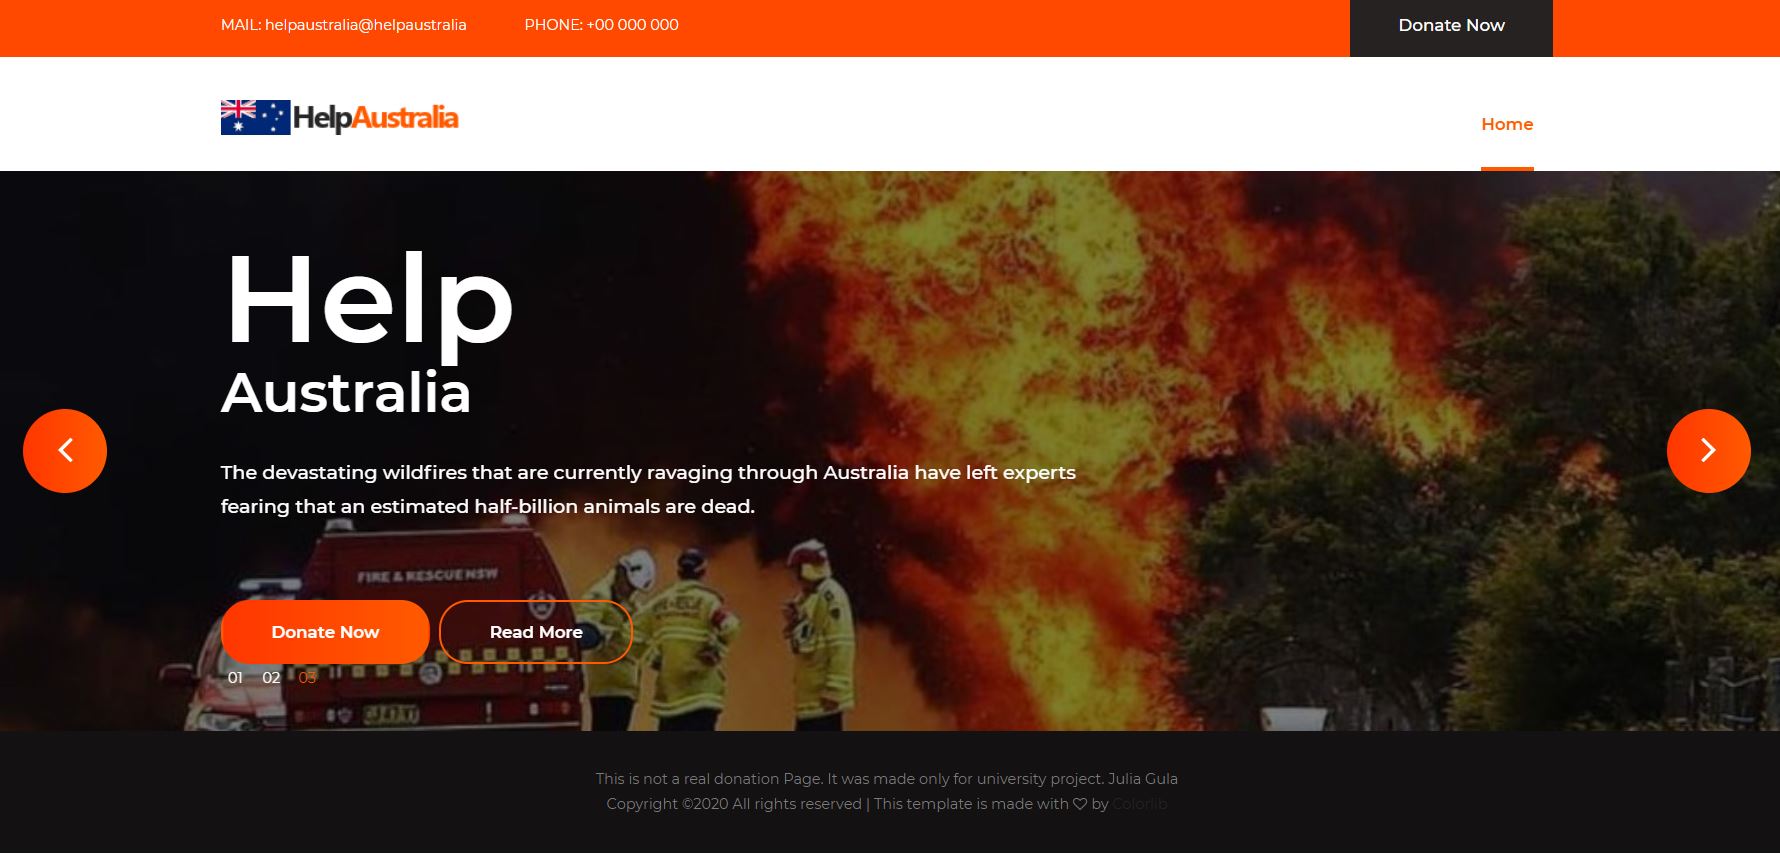 MAIL: helpaustralia@helpaustralia
PHONE: +00 000 000
Donate Now
HelpAustralia
Home
Help
Australia
The devastating wildfires that are currently ravaging through Australia have left experts
fearing that an estimated half-billion animals are dead.
FIRE & RESCUE NSW
Donate Now
Read More
01 02 03
This is not a real donation Page. It was made only for university project. Julia Gula
Copyright ©2020 All rights reserved | This template is made with ♡ by Colorlib